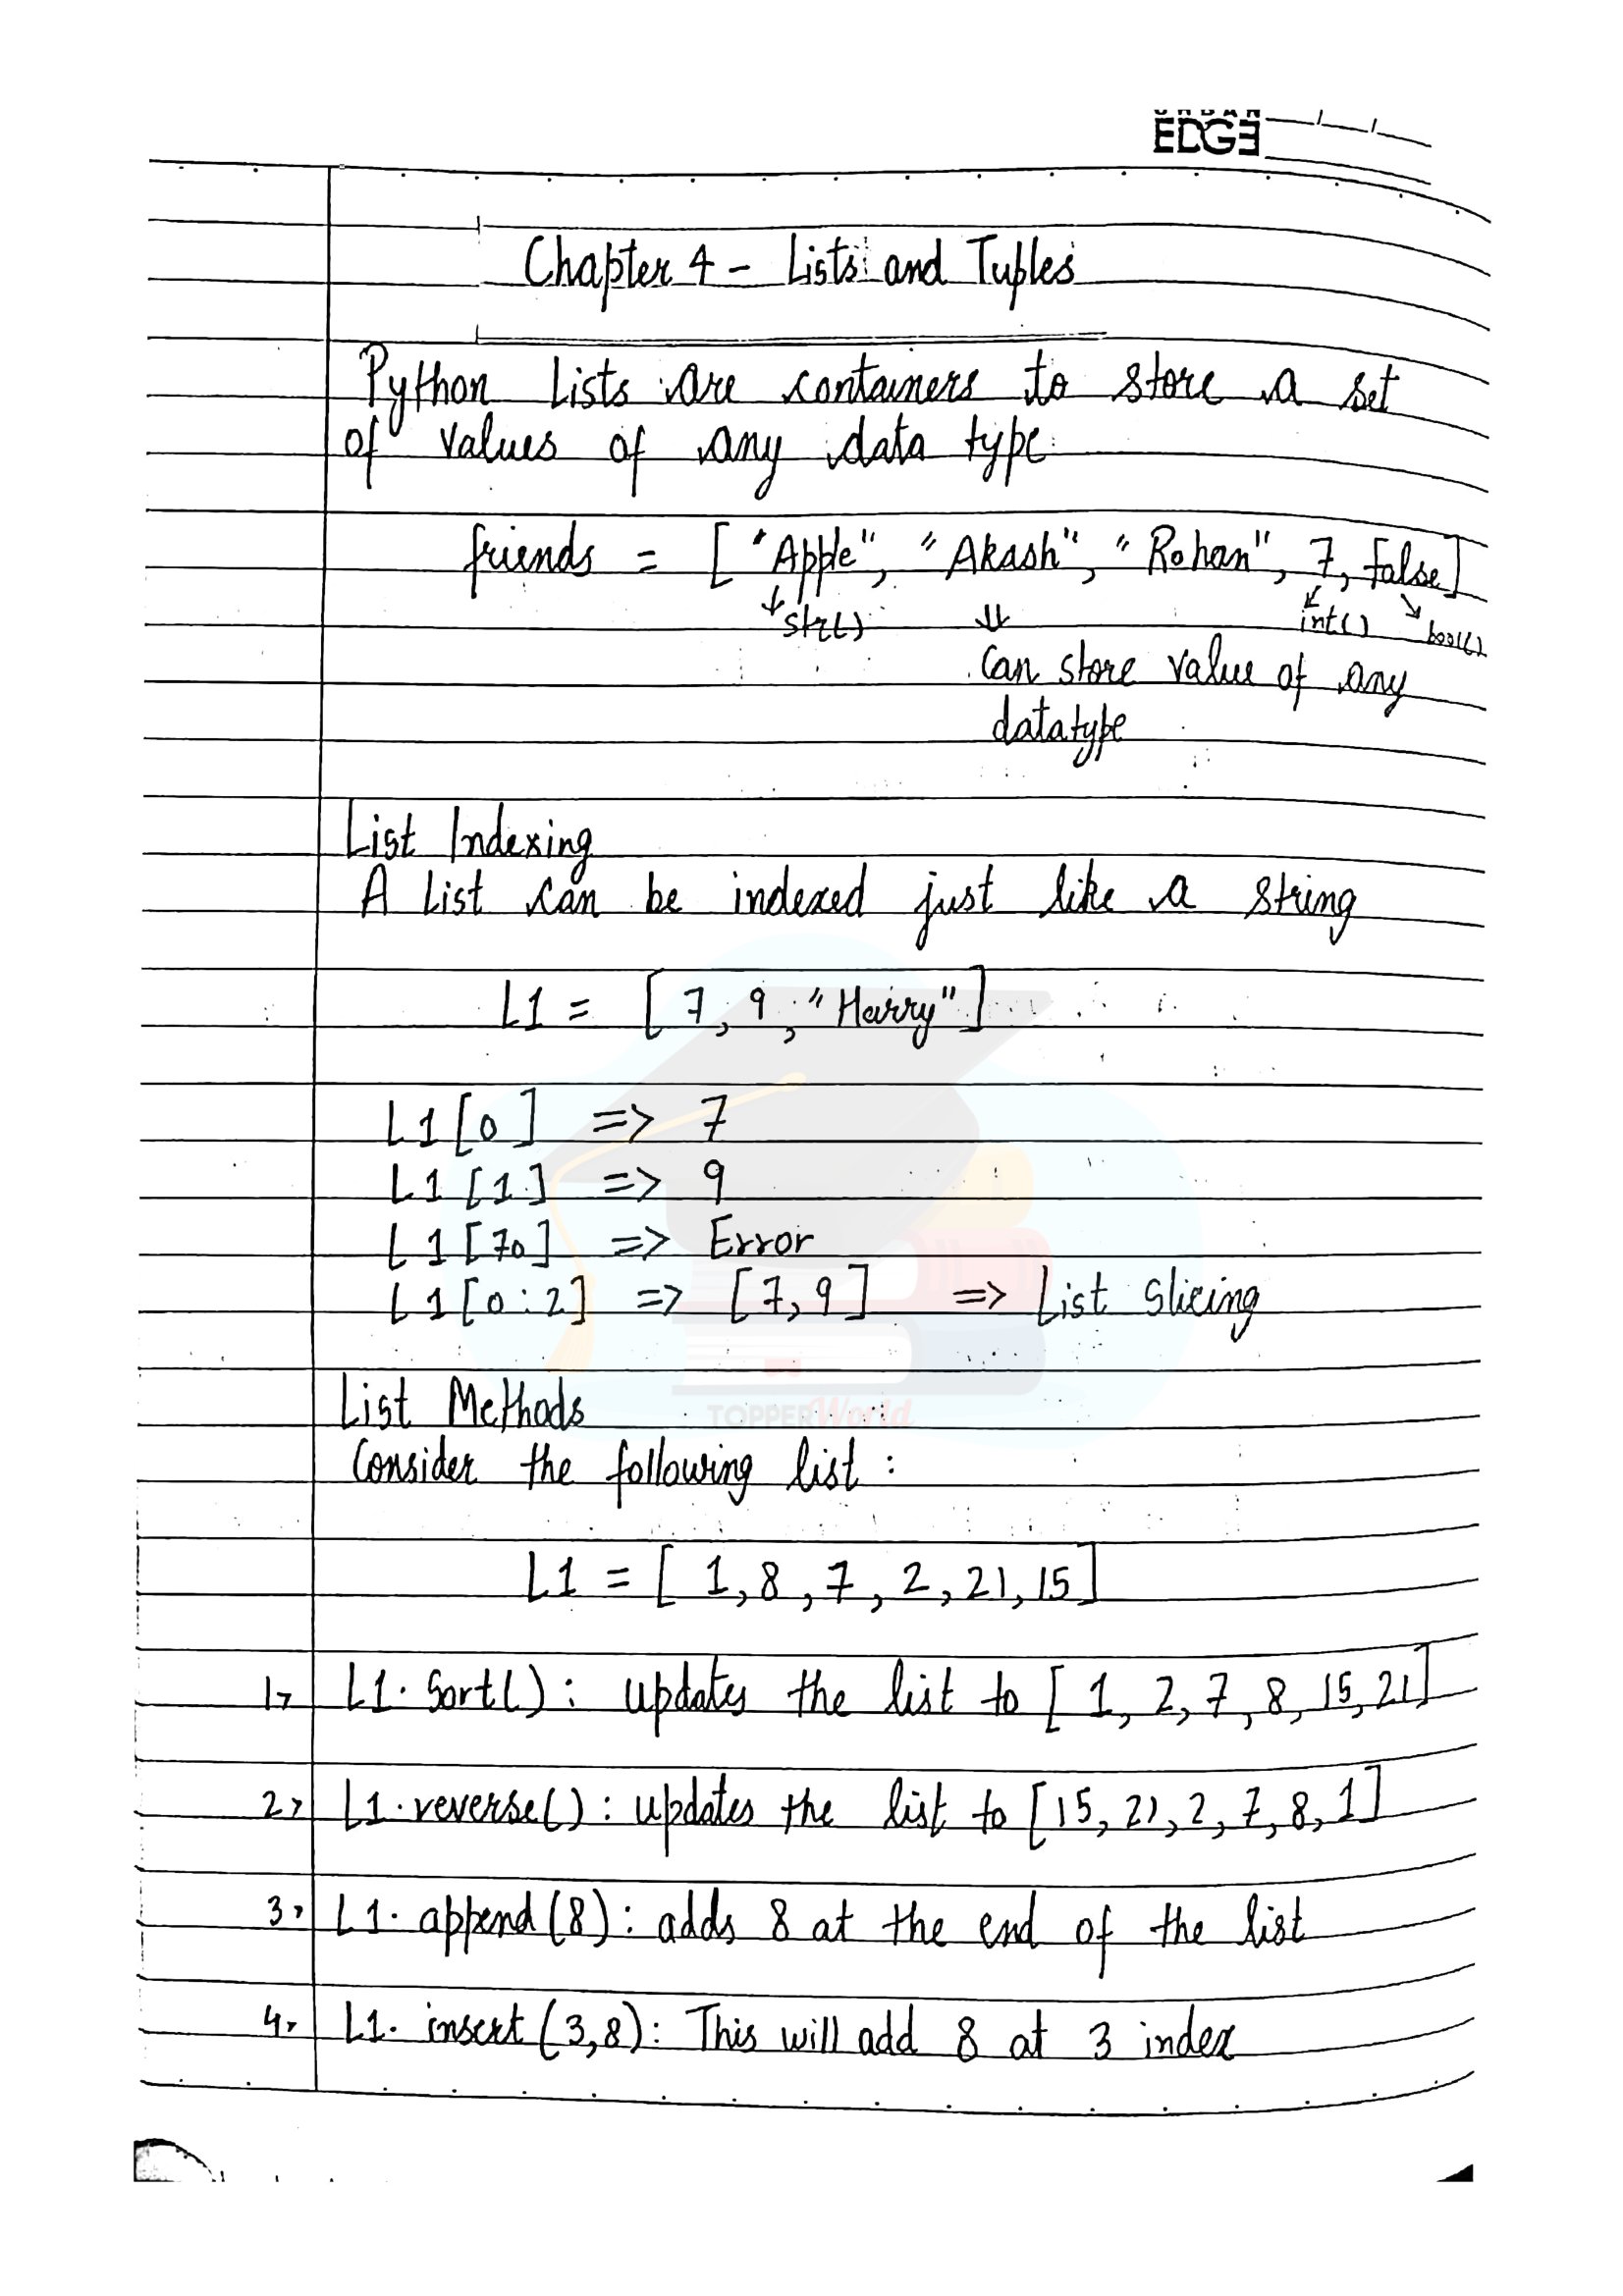 URBAN
EDGE
Chapter 4 - Lists and Tuples
Python Lists are containers to store a set
of values of any data type
friends = [ "Apple", "Akash", "Rohan", 7, False]
↓ str() ⇓ ↙ int() ↘ bool()
Can store value of any
datatype
List Indexing
A List can be indexed just like a string
L1 = [ 7, 9, "Harry" ]
L1 [0] => 7
L1 [1] => 9
L1 [70] => Error
L1 [0:2] => [7,9] => List Slicing
List Methods
TOPPERWorld
Consider the following list :
L1 = [ 1, 8, 7, 2, 21, 15]
1> L1. Sort() : updates the list to [ 1, 2, 7, 8, 15, 21]
2> L1. reverse() : updates the list to [15, 21, 2, 7, 8, 1]
3> L1. append (8) : adds 8 at the end of the list
4> L1. insert (3,8) : This will add 8 at 3 index